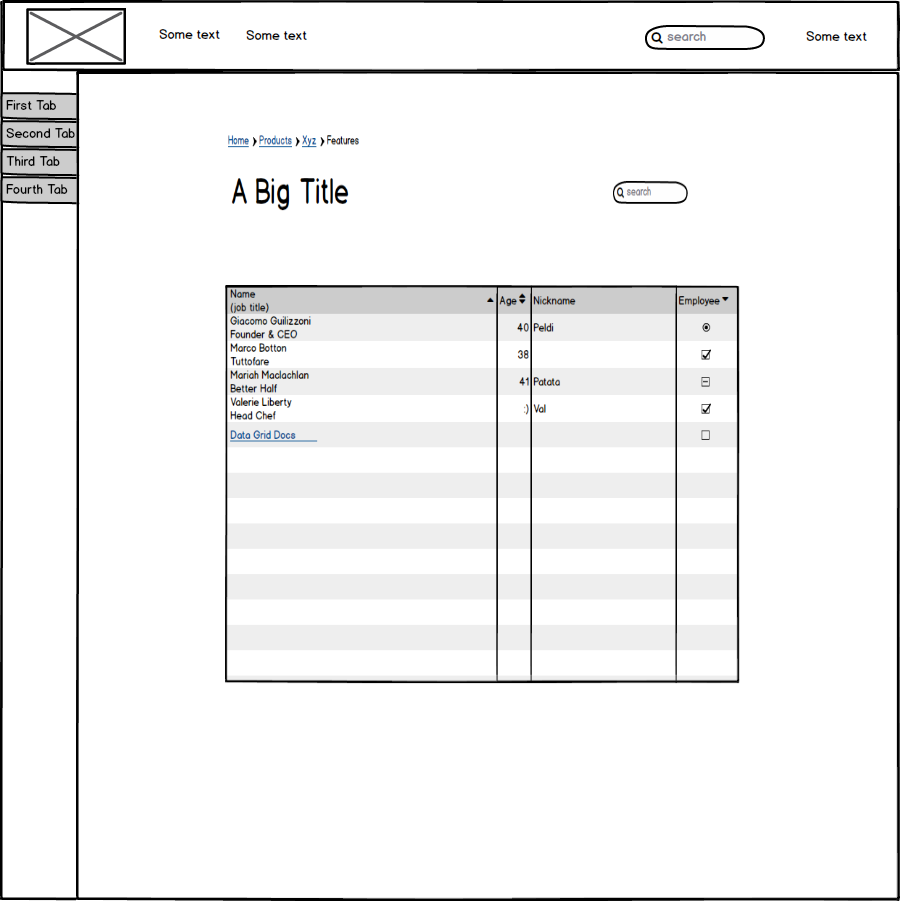 Some text
Some text
search
Some text
First Tab
Second Tab
Third Tab
Fourth Tab
Home Products Xyz Features
A Big Title
search
Name
(job title)
Age
Nickname
Employee
Giacomo Guilizzoni
Founder & CEO
40
Peldi
Marco Botton
Tuttofare
38
Mariah Maclachlan
Better Half
41
Patata
Valerie Liberty
Head Chef
:)
Val
Data Grid Docs